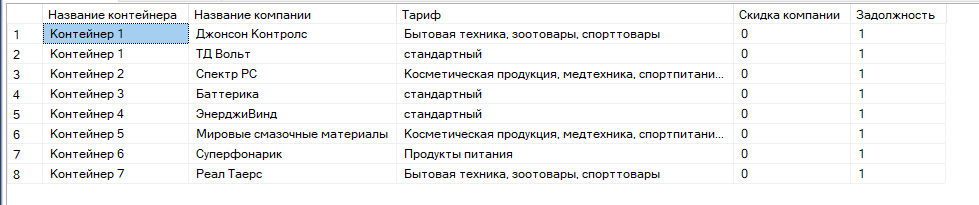 Название контейнера Название компании Тариф Скидка компании Задолжность
1 Контейнер 1 Джонсон Контролс Бытовая техника, зоотовары, спорттовары 0 1
2 Контейнер 1 ТД Вольт стандартный 0 1
3 Контейнер 2 Спектр РС Косметическая продукция, медтехника, спортпитани... 0 1
4 Контейнер 3 Баттерика стандартный 0 1
5 Контейнер 4 ЭнерджиВинд стандартный 0 1
6 Контейнер 5 Мировые смазочные материалы Косметическая продукция, медтехника, спортпитани... 0 1
7 Контейнер 6 Суперфонарик Продукты питания 0 1
8 Контейнер 7 Реал Таерс Бытовая техника, зоотовары, спорттовары 0 1